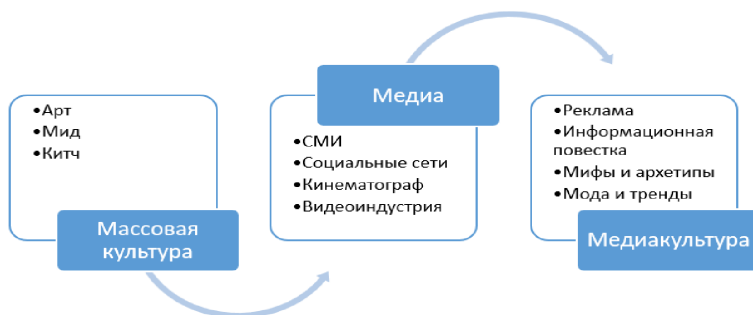 •Арт
•Мид
•Китч
Массовая
культура
Медиа
•СМИ
•Социальные сети
•Кинематограф
•Видеоиндустрия
•Реклама
•Информационная
повестка
•Мифы и архетипы
•Мода и тренды
Медиакультура